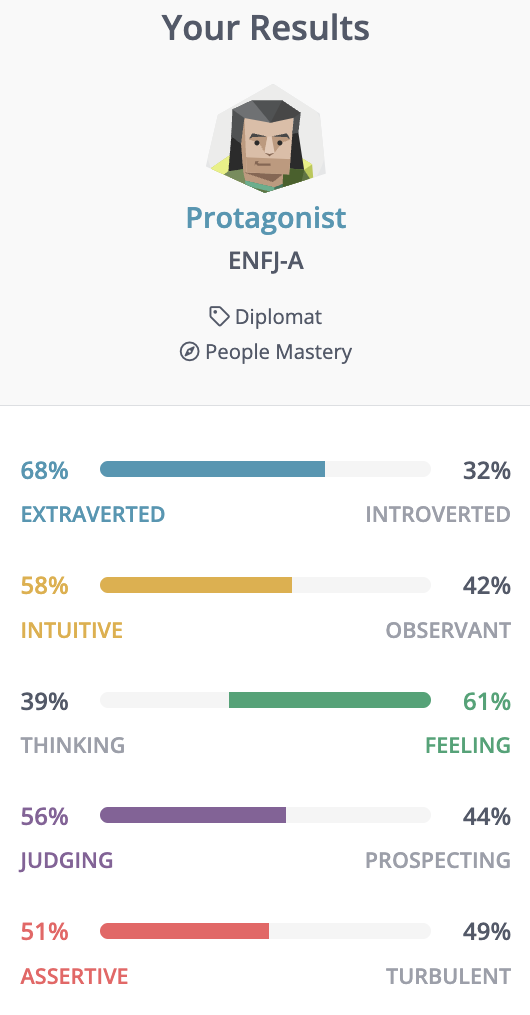 Your Results
Protagonist
ENFJ-A
Diplomat
People Mastery
68% 32%
EXTRAVERTED INTROVERTED
58% 42%
INTUITIVE OBSERVANT
39% 61%
THINKING FEELING
56% 44%
JUDGING PROSPECTING
51% 49%
ASSERTIVE TURBULENT